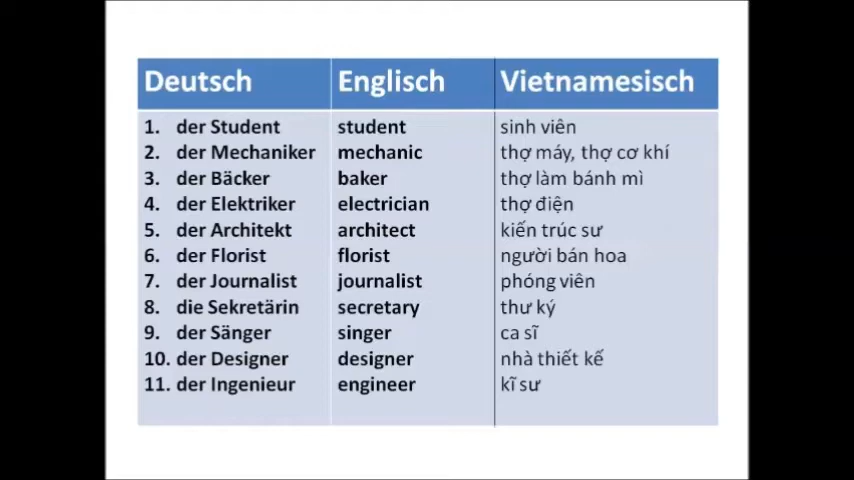 Deutsch Englisch Vietnamesisch
1. der Student student sinh viên
2. der Mechaniker mechanic thợ máy, thợ cơ khí
3. der Bäcker baker thợ làm bánh mì
4. der Elektriker electrician thợ điện
5. der Architekt architect kiến trúc sư
6. der Florist florist người bán hoa
7. der Journalist journalist phóng viên
8. die Sekretärin secretary thư ký
9. der Sänger singer ca sĩ
10. der Designer designer nhà thiết kế
11. der Ingenieur engineer kĩ sư